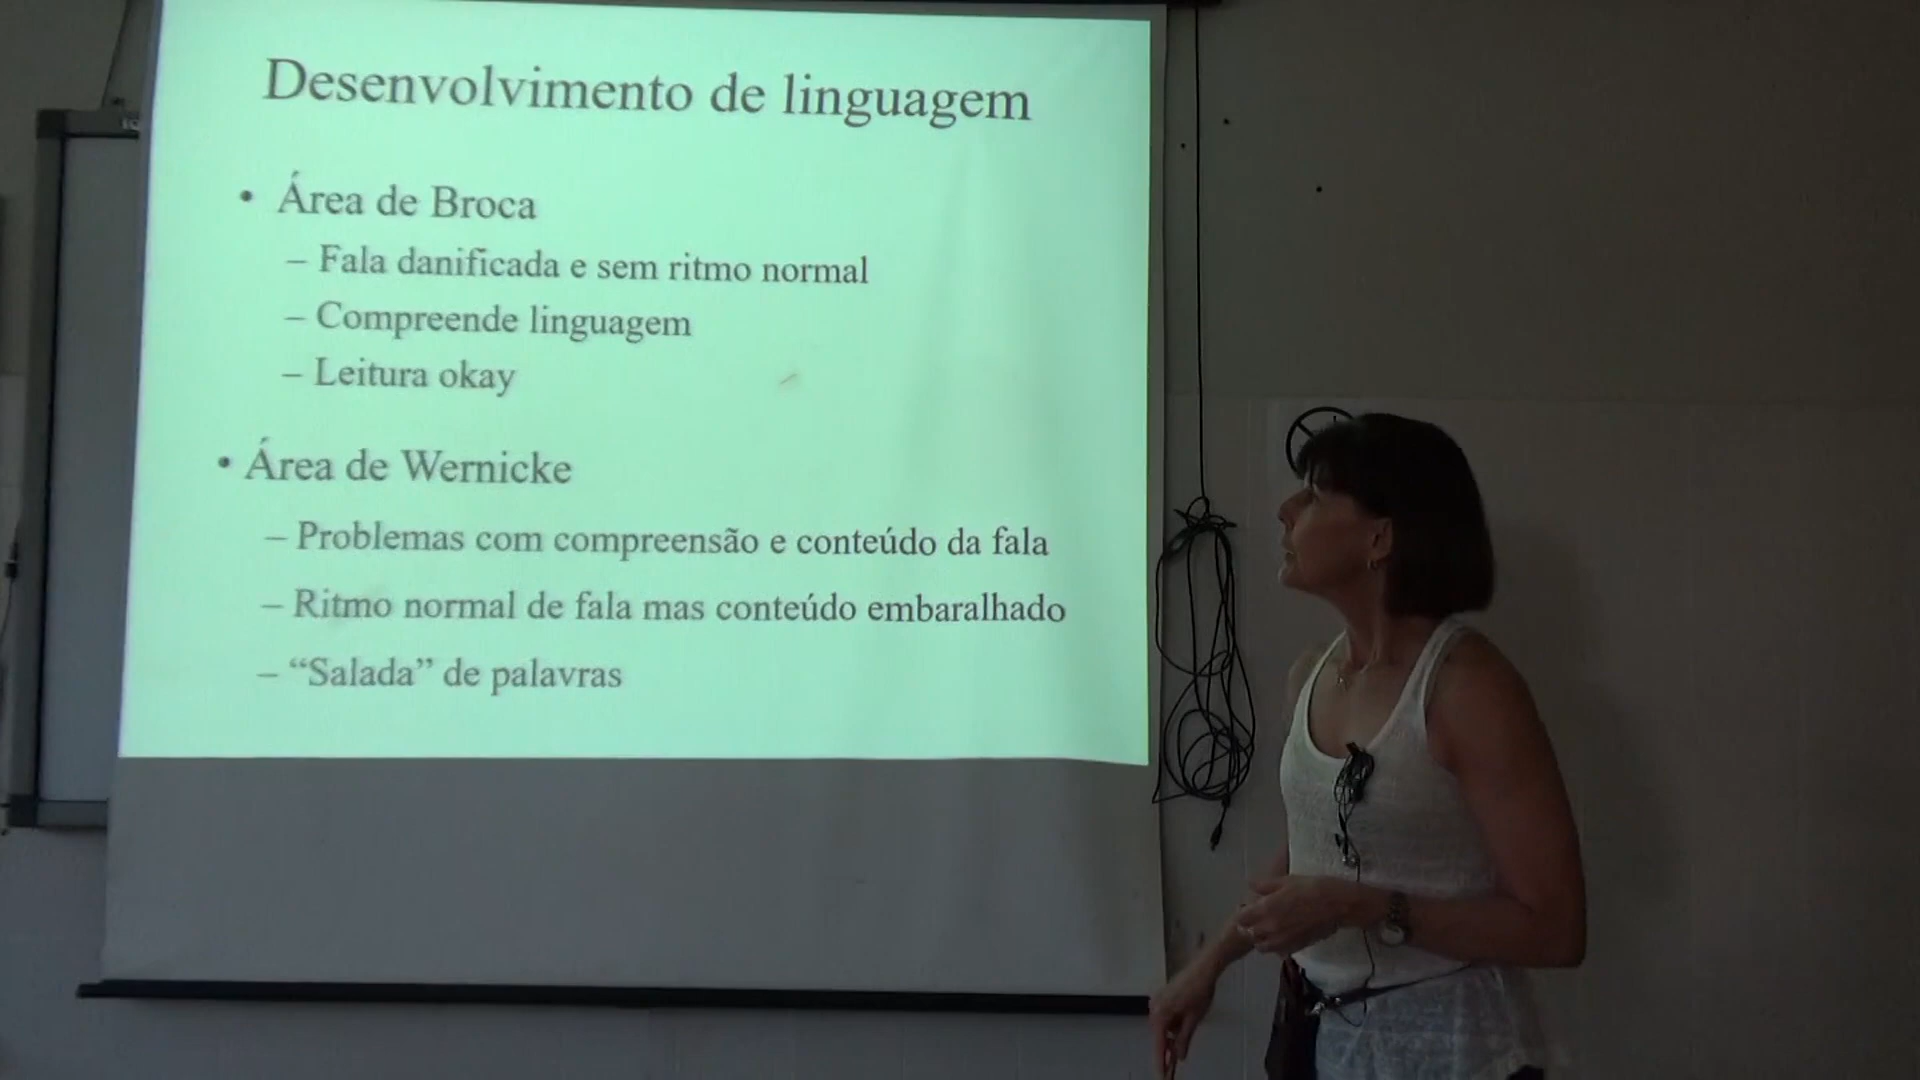 Desenvolvimento de linguagem
• Área de Broca
– Fala danificada e sem ritmo normal
– Compreende linguagem
– Leitura okay
• Área de Wernicke
– Problemas com compreensão e conteúdo da fala
– Ritmo normal de fala mas conteúdo embaralhado
– “Salada” de palavras